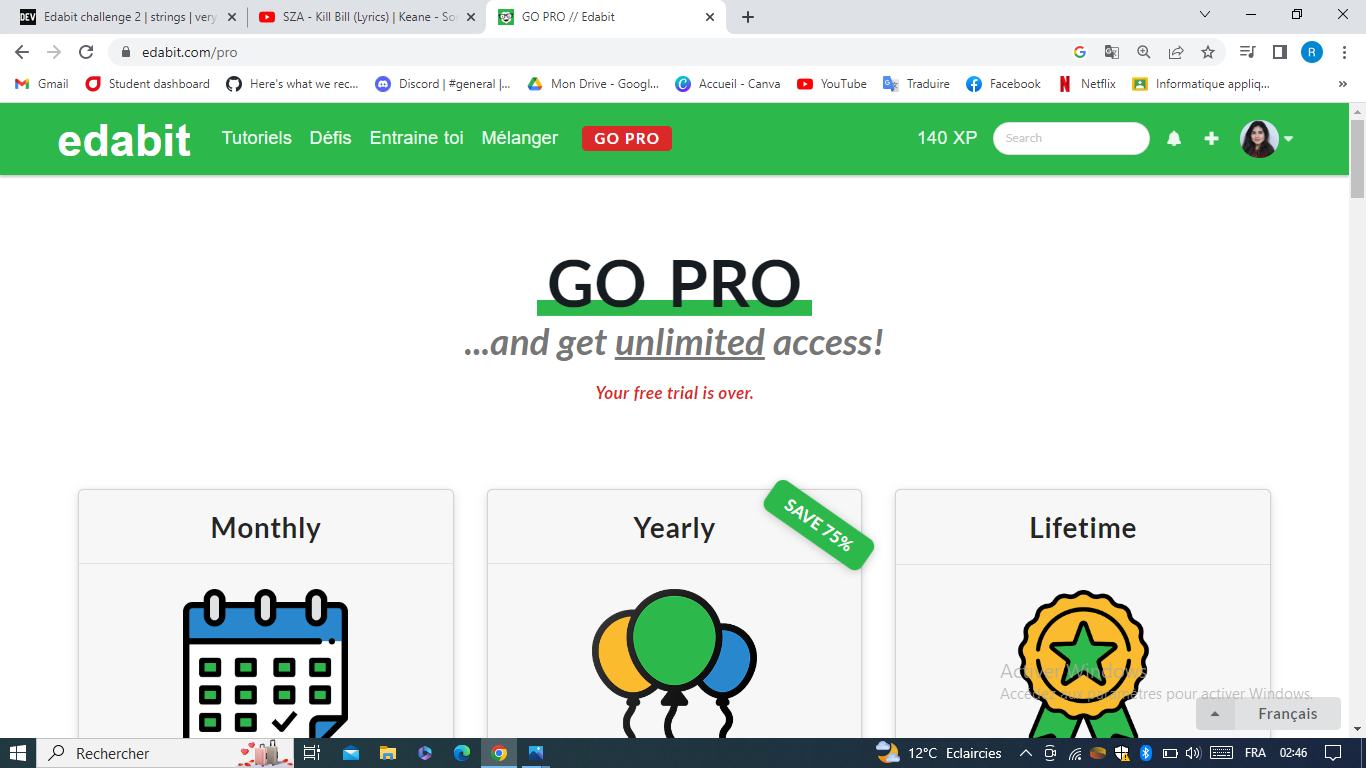 Edabit challenge 2 | strings | very
SZA - Kill Bill (Lyrics) | Keane - So
GO PRO // Edabit
edabit.com/pro
R
Gmail
Student dashboard
Here's what we rec...
Discord | #general |...
Mon Drive - Googl...
Accueil - Canva
YouTube
Traduire
Facebook
Netflix
Informatique appliq...
»
edabit
Tutoriels
Défis
Entraine toi
Mélanger
GO PRO
140 XP
Search
GO PRO
...and get unlimited access!
Your free trial is over.
Monthly
Yearly
SAVE 75%
Lifetime
Activer Windows
Accédez aux paramètres pour activer Windows.
Français
Rechercher
12°C Eclaircies
FRA
02:46